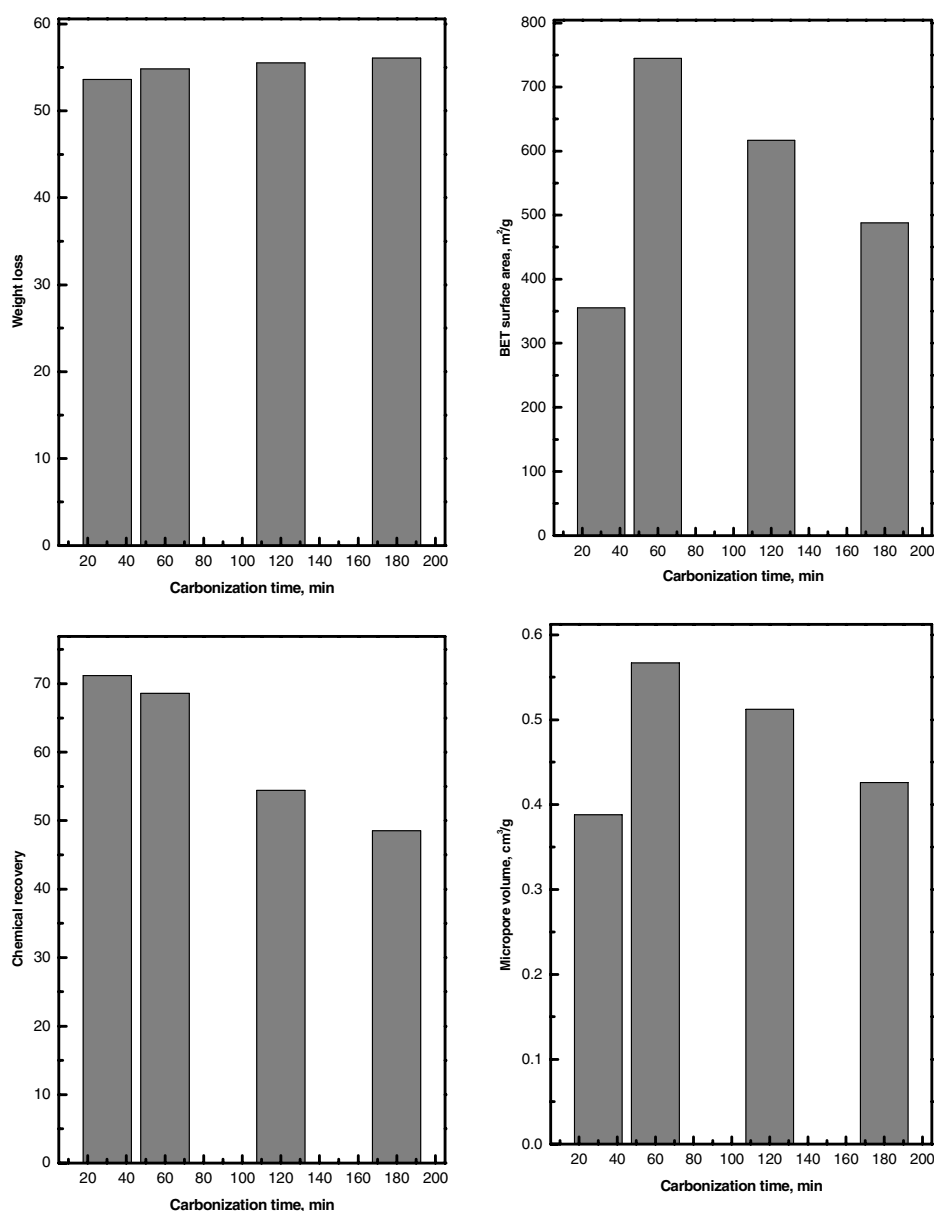 60
50
40
30
20
10
0
Weight loss
20 40 60 80 100 120 140 160 180 200
Carbonization time, min
800
700
600
500
400
300
200
100
0
BET surface area, m²/g
20 40 60 80 100 120 140 160 180 200
Carbonization time, min
70
60
50
40
30
20
10
0
Chemical recovery
20 40 60 80 100 120 140 160 180 200
Carbonization time, min
0.6
0.5
0.4
0.3
0.2
0.1
0.0
Micropore volume, cm³/g
20 40 60 80 100 120 140 160 180 200
Carbonization time, min